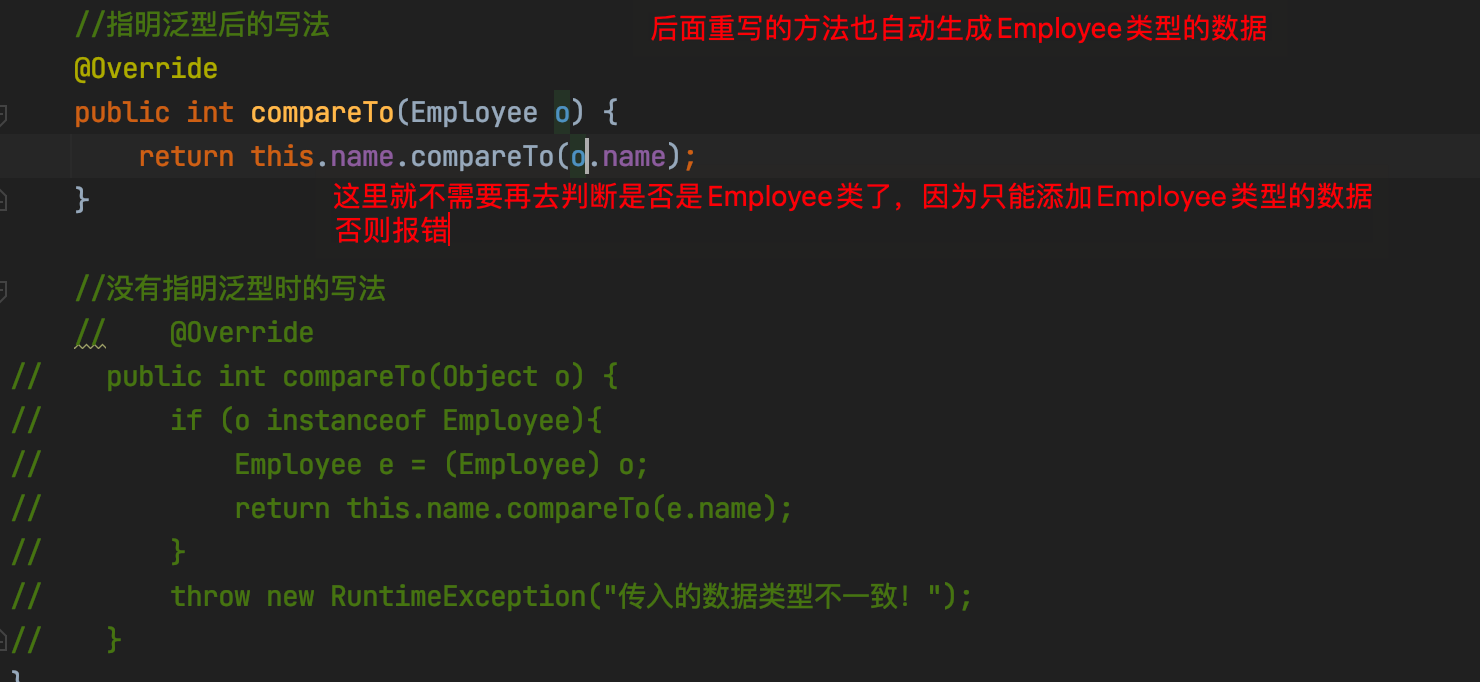 //指明泛型后的写法
后面重写的方法也自动生成Employee类型的数据
@Override
public int compareTo(Employee o) {
return this.name.compareTo(o.name);
}
这里就不需要再去判断是否是Employee类了，因为只能添加Employee类型的数据
否则报错
//没有指明泛型时的写法
// @Override
// public int compareTo(Object o) {
// if (o instanceof Employee){
// Employee e = (Employee) o;
// return this.name.compareTo(e.name);
// }
// throw new RuntimeException("传入的数据类型不一致！");
// }
}